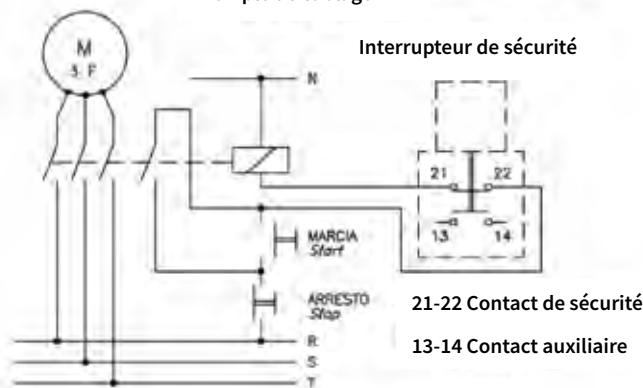 M
3 F
Interrupteur de sécurité
N
21 22
13 14
MARCIA
Start
ARRESTO
Stop
21-22 Contact de sécurité
R
S
13-14 Contact auxiliaire
T